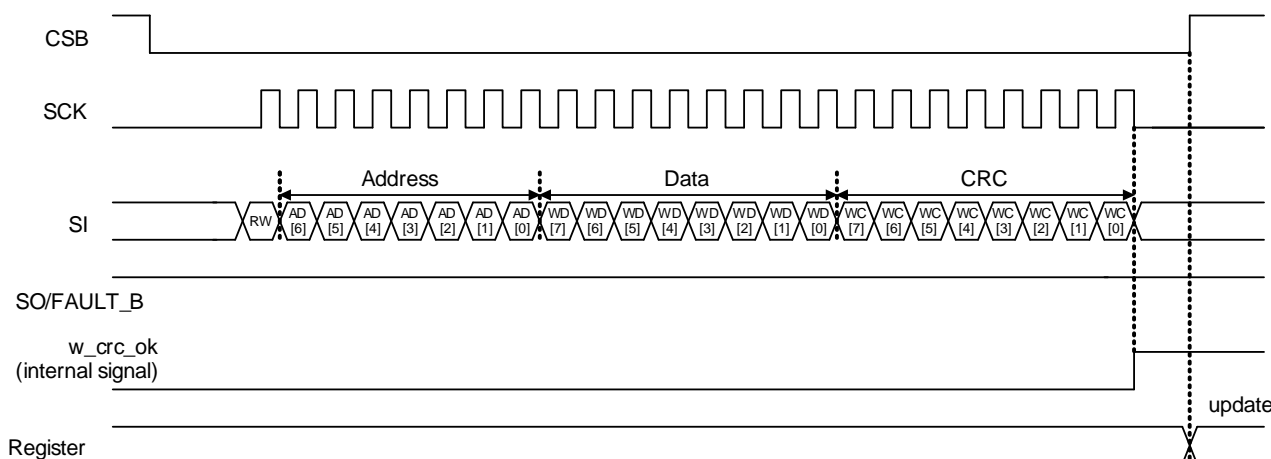 CSB
SCK
Address Data CRC
SI RW AD [6] AD [5] AD [4] AD [3] AD [2] AD [1] AD [0] WD [7] WD [6] WD [5] WD [4] WD [3] WD [2] WD [1] WD [0] WC [7] WC [6] WC [5] WC [4] WC [3] WC [2] WC [1] WC [0]
SO/FAULT_B
w_crc_ok
(internal signal)
update
Register